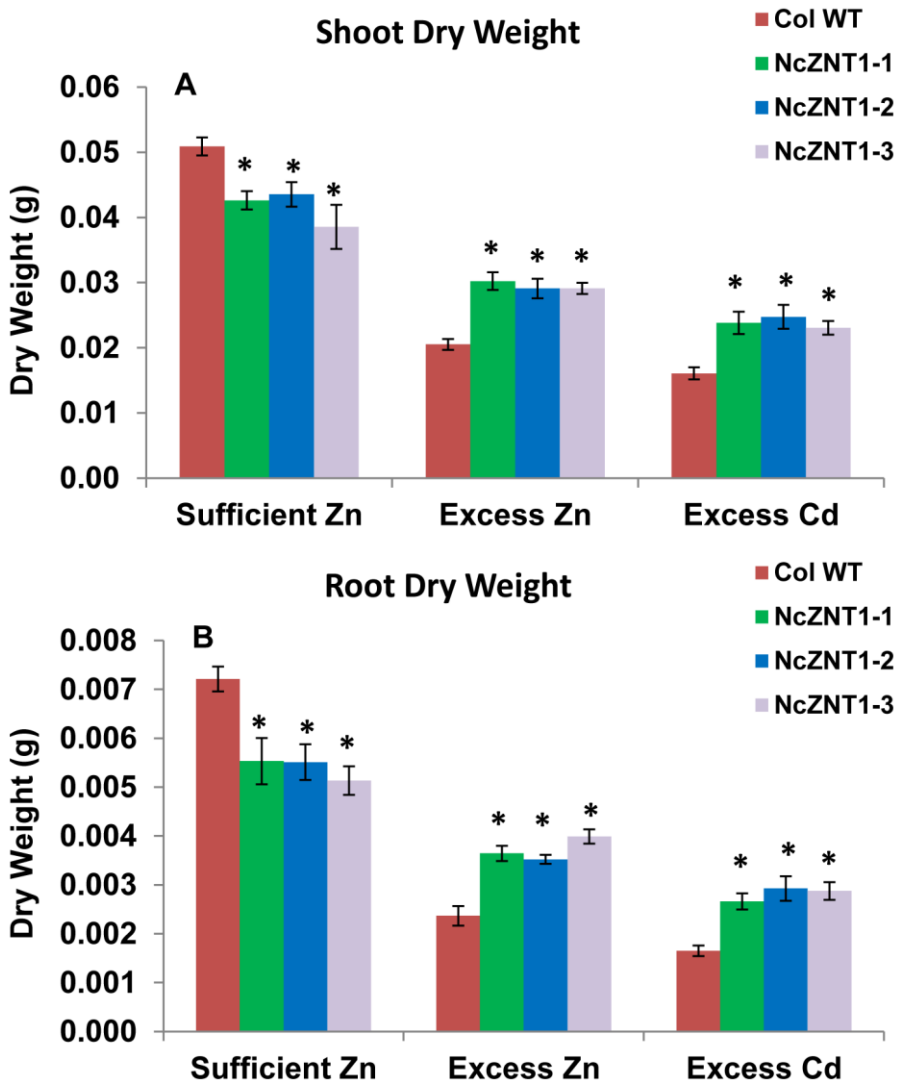 Shoot Dry Weight
Col WT
NcZNT1-1
NcZNT1-2
NcZNT1-3
A
Dry Weight (g)
0.06
0.05
0.04
0.03
0.02
0.01
0.00
* * *
* * *
* * *
Sufficient Zn Excess Zn Excess Cd
Root Dry Weight
Col WT
NcZNT1-1
NcZNT1-2
NcZNT1-3
B
Dry Weight (g)
0.008
0.007
0.006
0.005
0.004
0.003
0.002
0.001
0.000
* * *
* * *
* * *
Sufficient Zn Excess Zn Excess Cd